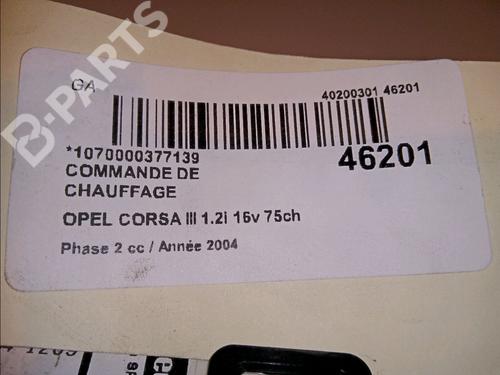 GA
40200301 46201
*1070000377139
46201
COMMANDE DE
CHAUFFAGE
OPEL CORSA III 1.2i 16v 75ch
Phase 2 cc / Année 2004
B-PARTS
1205